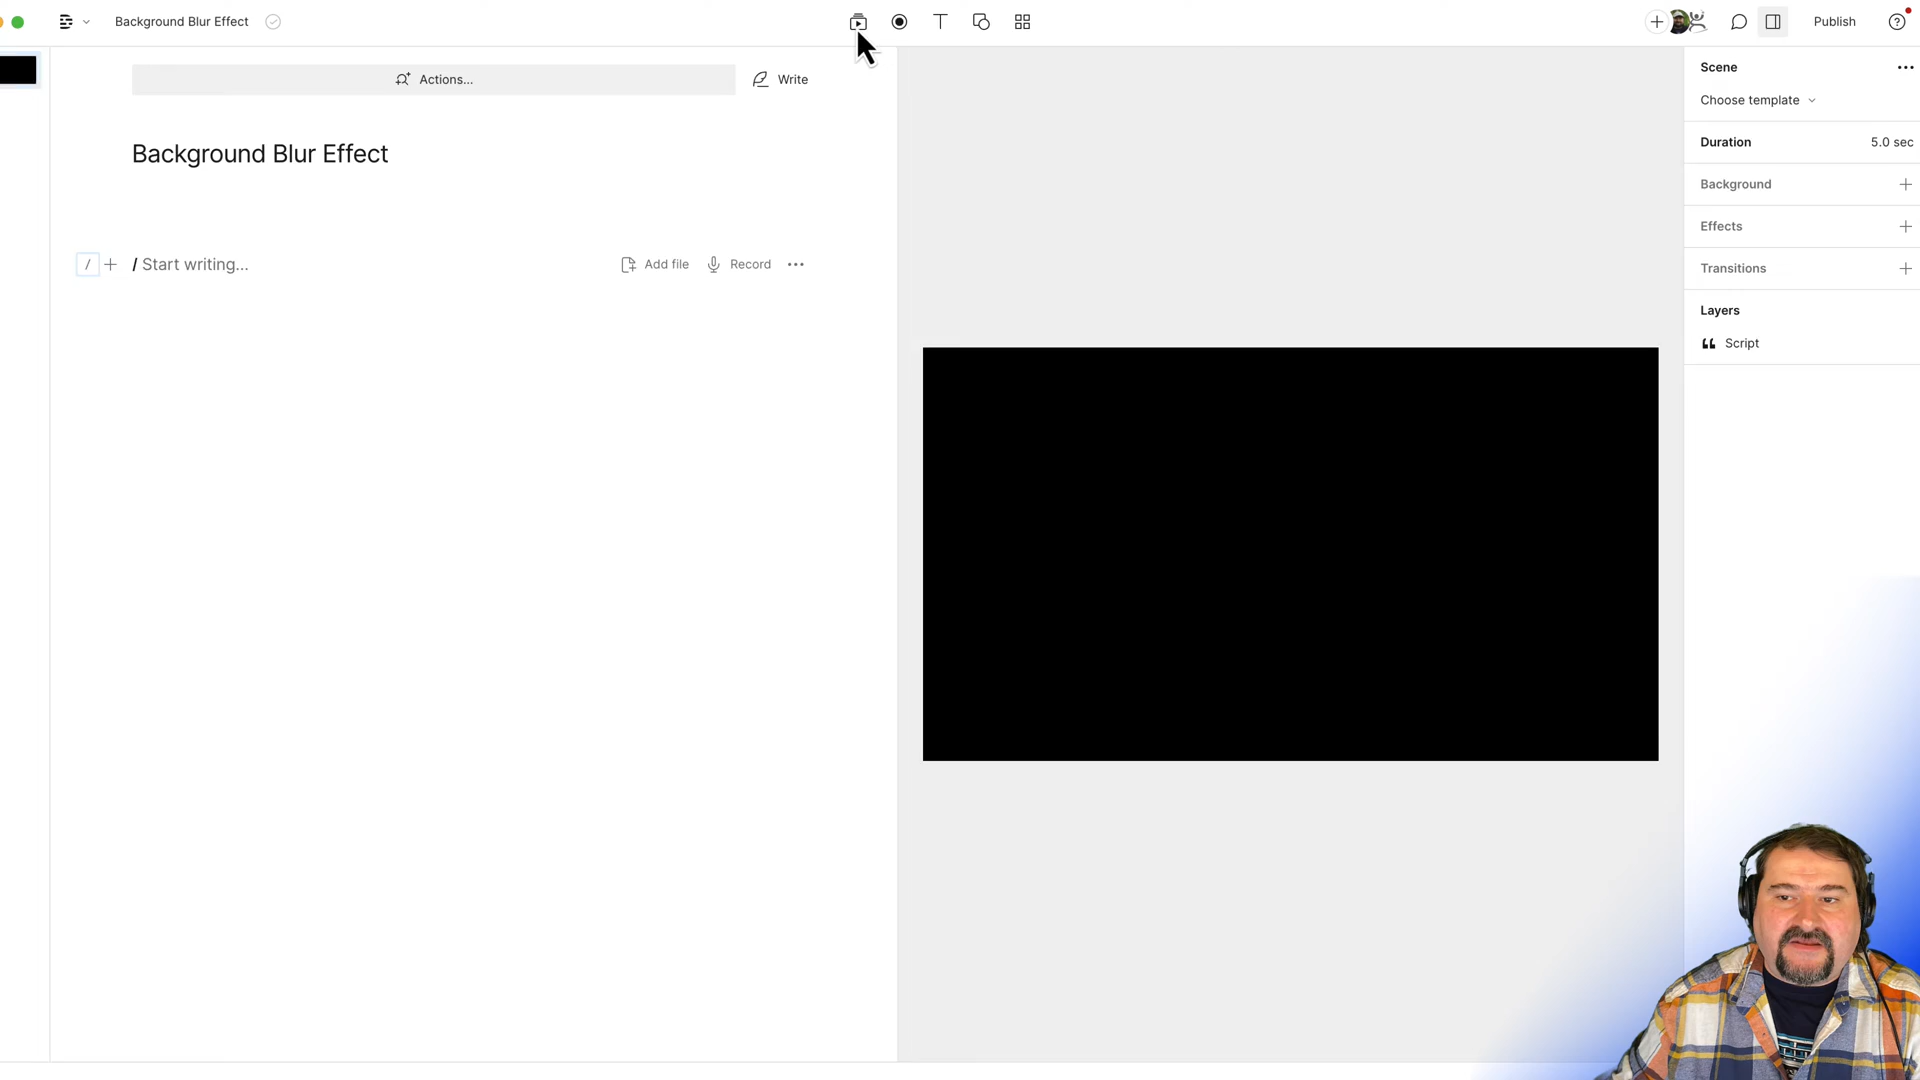 Background Blur Effect
Publish
Actions...
Write
Background Blur Effect
/ + / Start writing...
Add file
Record
Scene
Choose template
Duration 5.0 sec
Background
Effects
Transitions
Layers
Script